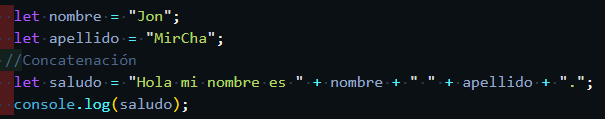 let nombre = "Jon";
let apellido = "MirCha";
//Concatenación
let saludo = "Hola mi nombre es " + nombre + " " + apellido + ".";
console.log(saludo);